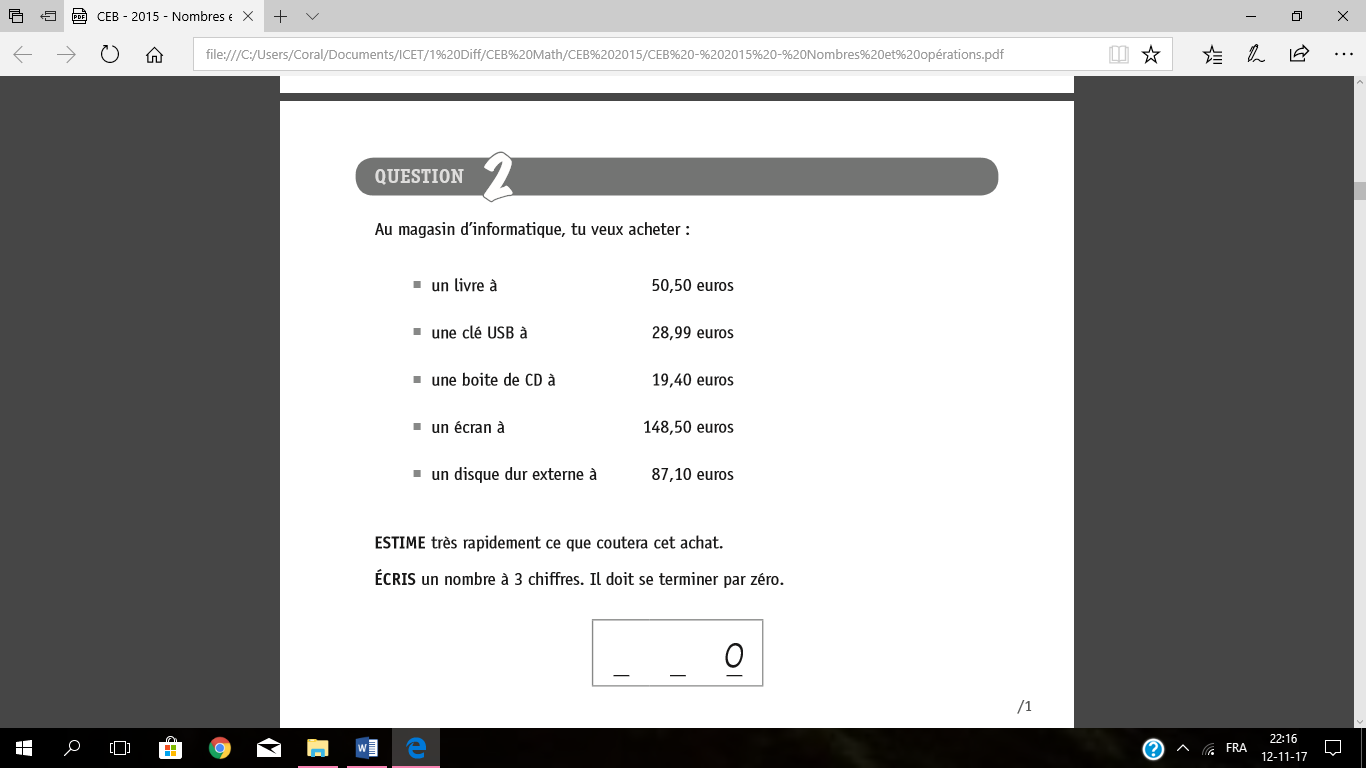 CEB - 2015 - Nombres e
file:///C:/Users/Coral/Documents/ICET/1%20Diff/CEB%20Math/CEB%202015/CEB%20-%202015%20-%20Nombres%20et%20opérations.pdf
QUESTION 2
Au magasin d'informatique, tu veux acheter :
■ un livre à 50,50 euros
■ une clé USB à 28,99 euros
■ une boite de CD à 19,40 euros
■ un écran à 148,50 euros
■ un disque dur externe à 87,10 euros
ESTIME très rapidement ce que coutera cet achat.
ÉCRIS un nombre à 3 chiffres. Il doit se terminer par zéro.
_ _ 0
/1
FRA
22:16
12-11-17